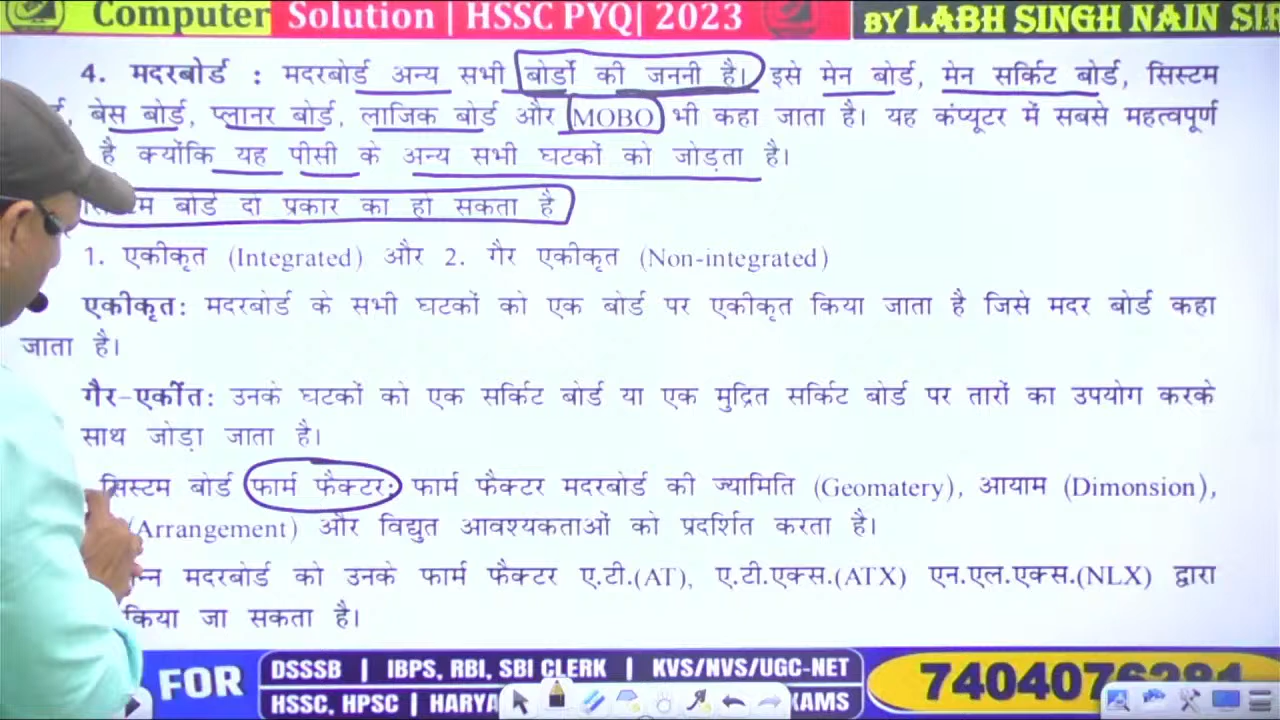 Computer Solution | HSSC PYQ| 2023 BY LABH SINGH NAIN SIR
4. मदरबोर्ड : मदरबोर्ड अन्य सभी बोर्डों की जननी है। इसे मेन बोर्ड, मेन सर्किट बोर्ड, सिस्टम
बेस बोर्ड, प्लानर बोर्ड, लाजिक बोर्ड और MOBO भी कहा जाता है। यह कंप्यूटर में सबसे महत्वपूर्ण
है क्योंकि यह पीसी के अन्य सभी घटकों को जोड़ता है।
सिस्टम बोर्ड दो प्रकार का हो सकता है
1. एकीकृत (Integrated) और 2. गैर एकीकृत (Non-integrated)
एकीकृत: मदरबोर्ड के सभी घटकों को एक बोर्ड पर एकीकृत किया जाता है जिसे मदर बोर्ड कहा
जाता है।
गैर-एर्कीत: उनके घटकों को एक सर्किट बोर्ड या एक मुद्रित सर्किट बोर्ड पर तारों का उपयोग करके
साथ जोड़ा जाता है।
सिस्टम बोर्ड फार्म फैक्टर: फार्म फैक्टर मदरबोर्ड की ज्यामिति (Geomatery), आयाम (Dimonsion),
(Arrangement) और विद्युत आवश्यकताओं को प्रदर्शित करता है।
मदरबोर्ड को उनके फार्म फैक्टर ए.टी.(AT), ए.टी.एक्स.(ATX) एन.एल.एक्स.(NLX) द्वारा
किया जा सकता है।
FOR DSSSB | IBPS, RBI, SBI CLERK | KVS/NVS/UGC-NET
HSSC, HPSC | HARYA